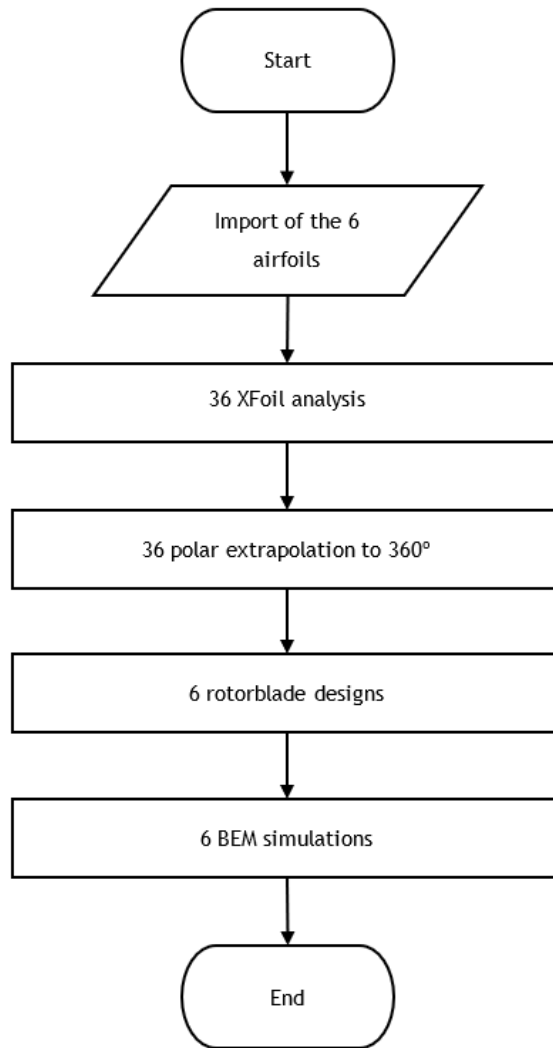 Start
Import of the 6
airfoils
36 XFoil analysis
36 polar extrapolation to 360º
6 rotorblade designs
6 BEM simulations
End